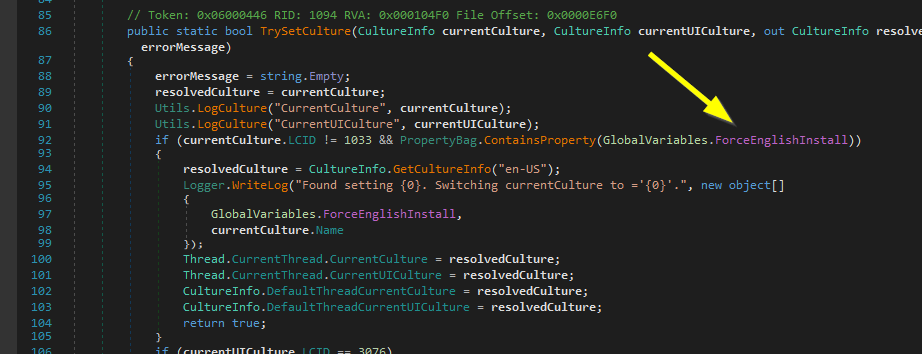 85 // Token: 0x06000446 RID: 1094 RVA: 0x000104F0 File Offset: 0x0000E6F0
86 public static bool TrySetCulture(CultureInfo currentCulture, CultureInfo currentUICulture, out CultureInfo resolve
errorMessage)
87 {
88 errorMessage = string.Empty;
89 resolvedCulture = currentCulture;
90 Utils.LogCulture("CurrentCulture", currentCulture);
91 Utils.LogCulture("CurrentUICulture", currentUICulture);
92 if (currentCulture.LCID != 1033 && PropertyBag.ContainsProperty(GlobalVariables.ForceEnglishInstall))
93 {
94 resolvedCulture = CultureInfo.GetCultureInfo("en-US");
95 Logger.WriteLog("Found setting {0}. Switching currentCulture to ='{0}'.", new object[]
96 {
97 GlobalVariables.ForceEnglishInstall,
98 currentCulture.Name
99 });
100 Thread.CurrentThread.CurrentCulture = resolvedCulture;
101 Thread.CurrentThread.CurrentUICulture = resolvedCulture;
102 CultureInfo.DefaultThreadCurrentCulture = resolvedCulture;
103 CultureInfo.DefaultThreadCurrentUICulture = resolvedCulture;
104 return true;
105 }
106 if (currentUICulture.LCID == 3076)